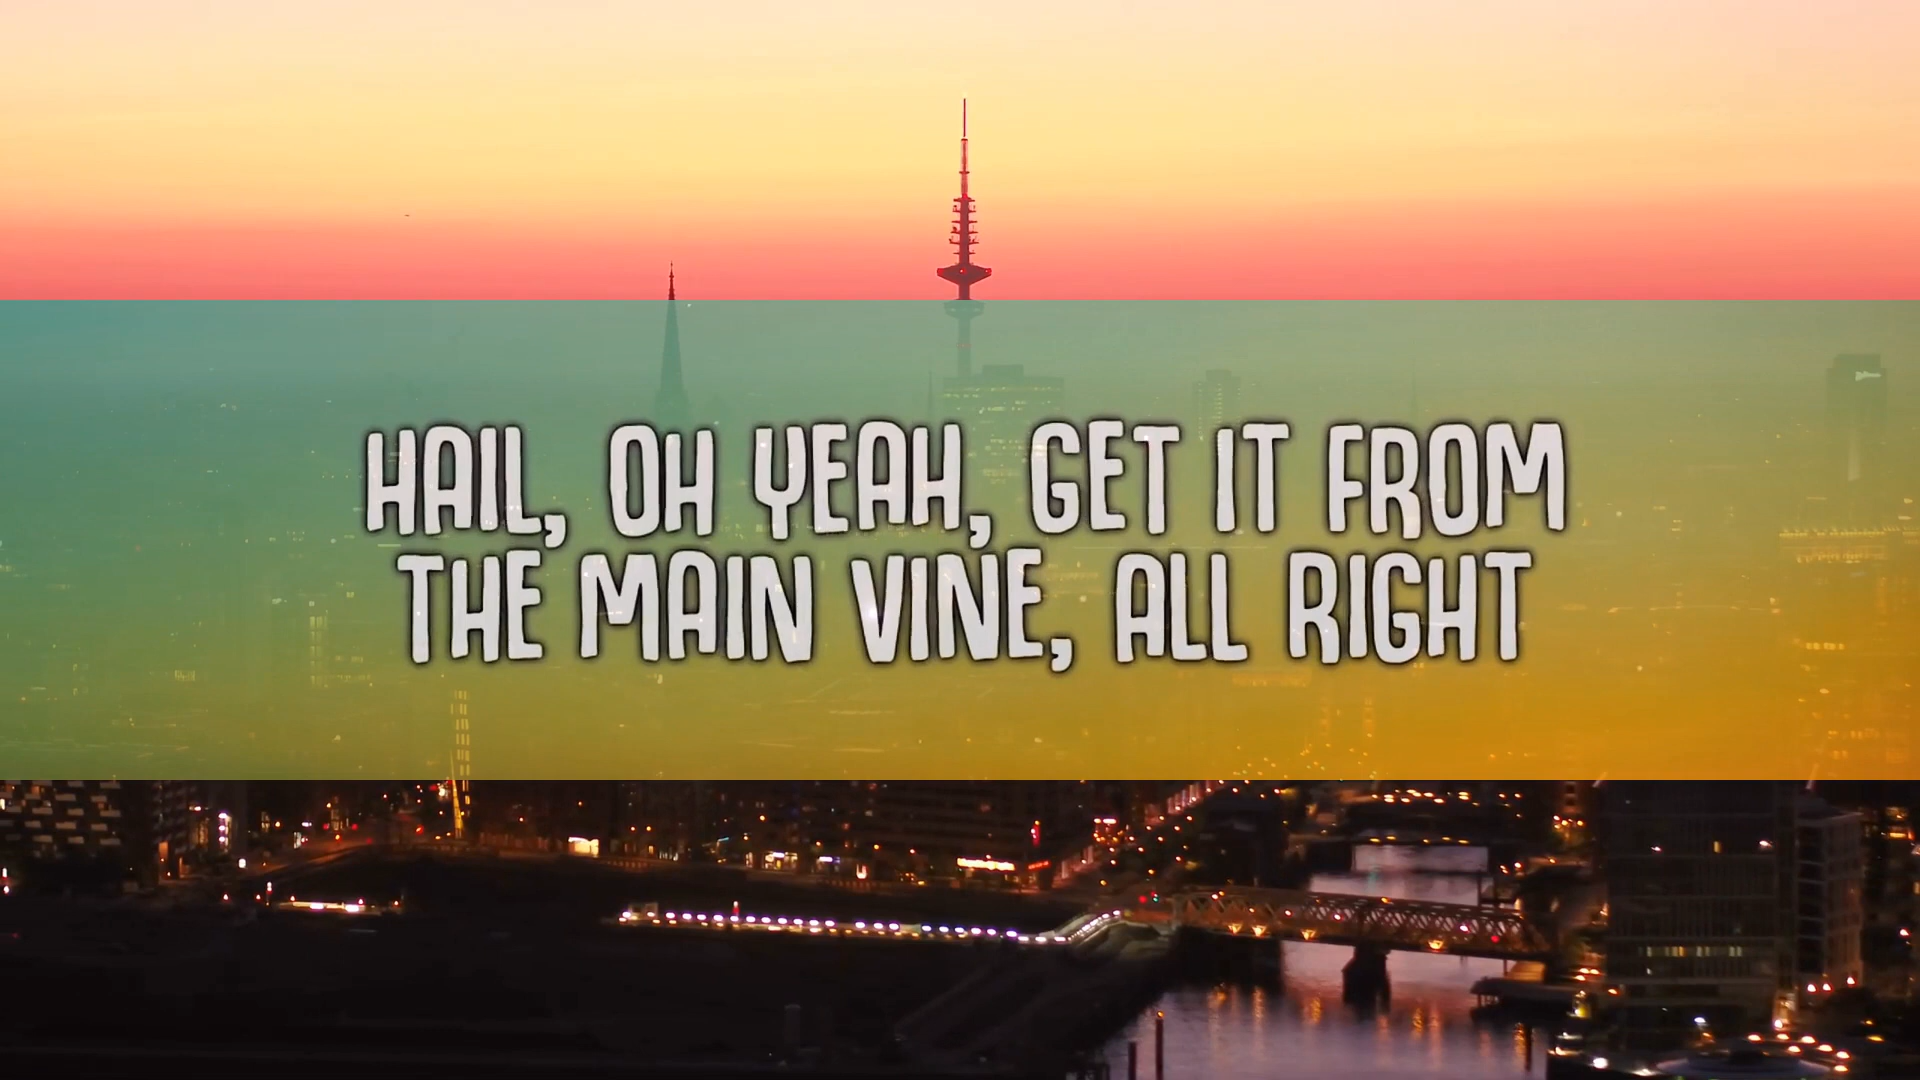 HAIL, OH YEAH, GET IT FROM
THE MAIN VINE, ALL RIGHT